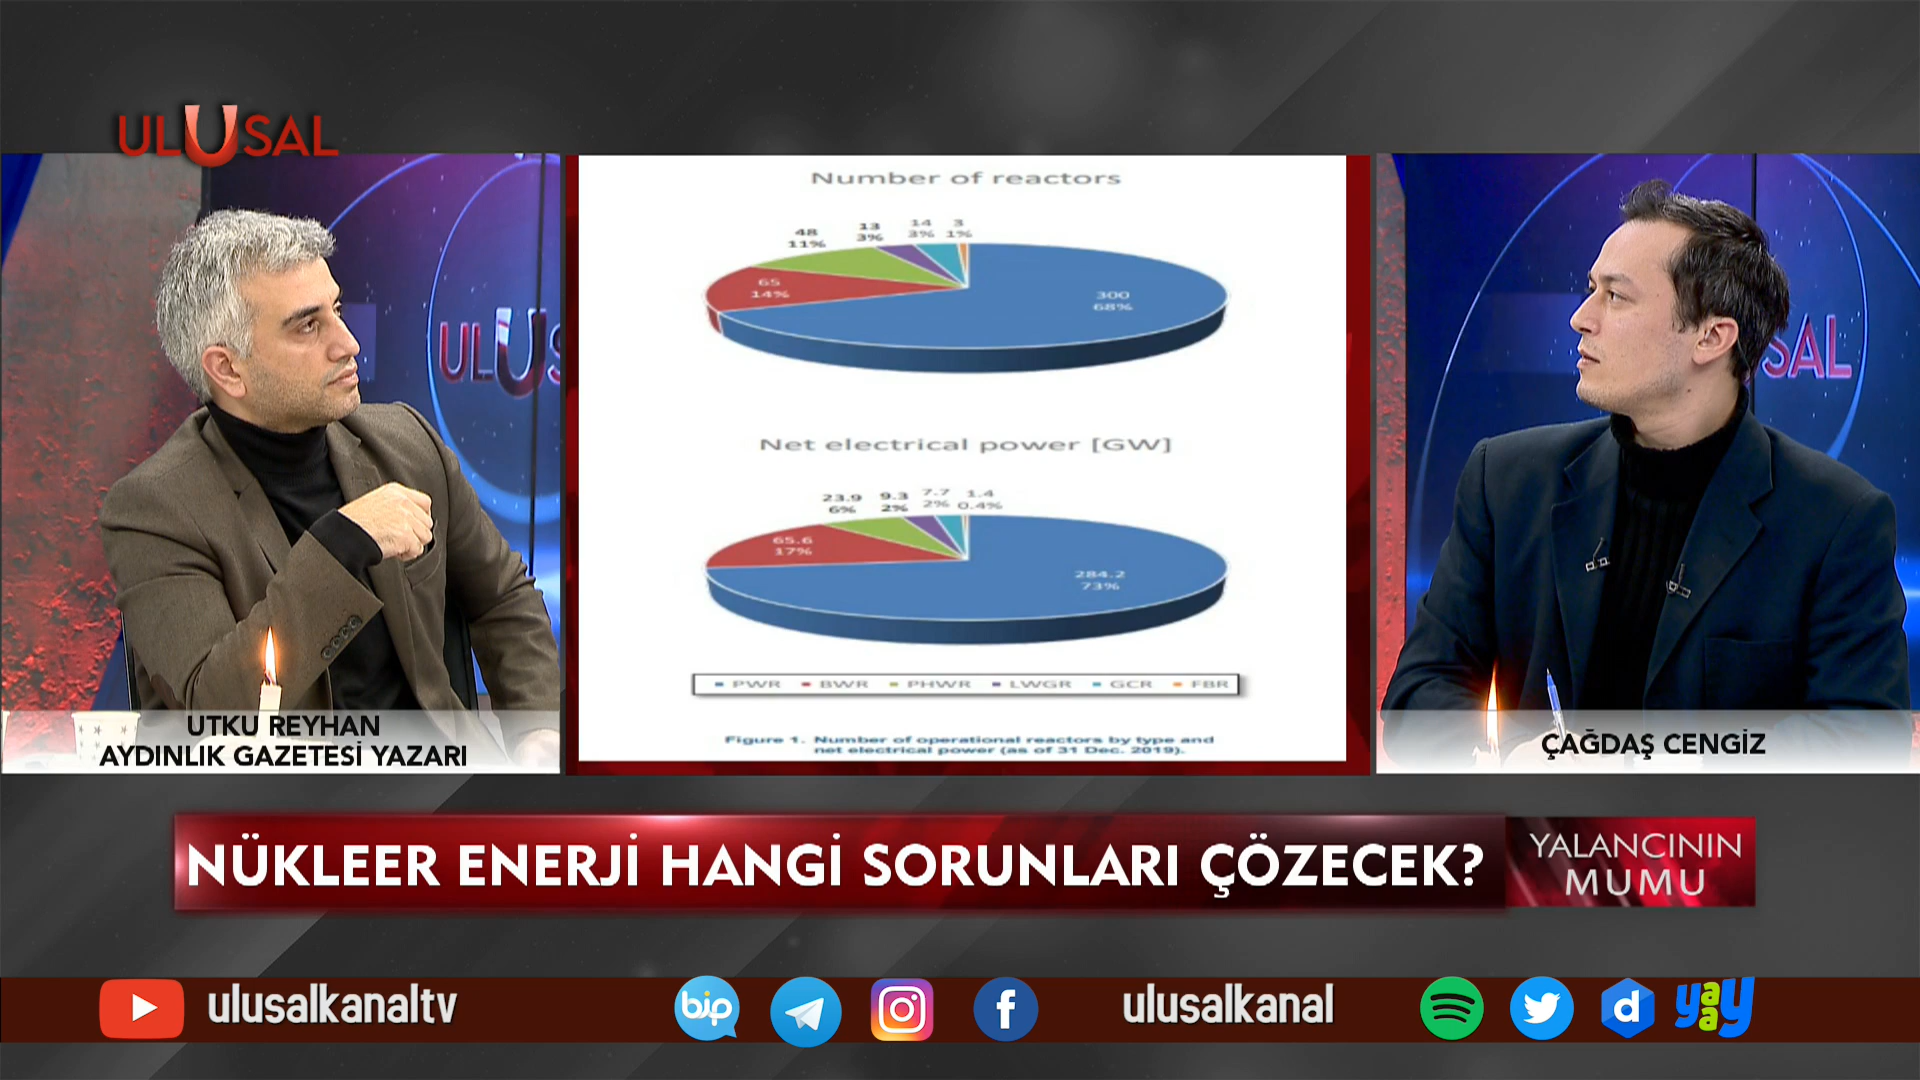 ULUSAL
Number of reactors
48
11%
13
3%
14
3%
3
1%
65
14%
300
68%
Net electrical power [GW]
23.9
6%
9.3
2%
7.7
2%
1.4
0.4%
65.6
17%
284.2
73%
PWR BWR PHWR LWGR GCR FBR
Figure 1. Number of operational reactors by type and
net electrical power (as of 31 Dec. 2019).
ULUS
USAL
UTKU REYHAN
AYDINLIK GAZETESİ YAZARI
ÇAĞDAŞ CENGİZ
NÜKLEER ENERJİ HANGİ SORUNLARI ÇÖZECEK?
YALANCININ
MUMU
ulusalkanaltv
bip
ulusalkanal
d
yaay